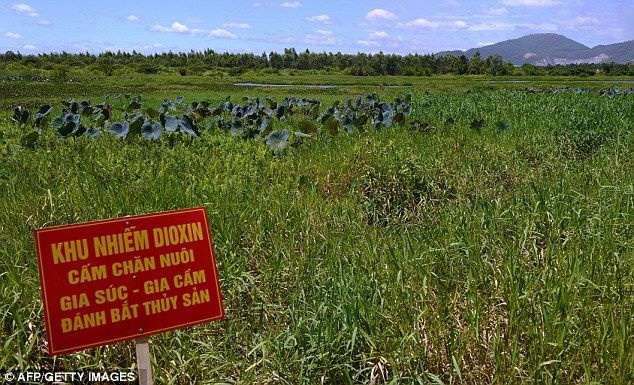 KHU NHIỄM DIOXIN
CẤM CHĂN NUÔI
GIA SÚC - GIA CẦM
ĐÁNH BẮT THỦY SẢN
© AFP/GETTY IMAGES